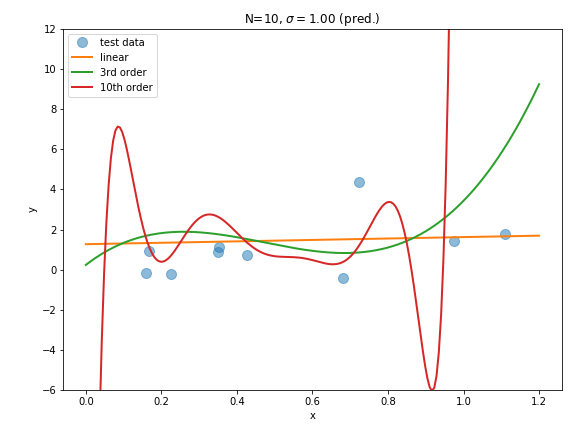 N=10, σ = 1.00 (pred.)
test data
linear
3rd order
10th order
12
10
8
6
4
2
0
−2
−4
−6
y
0.0 0.2 0.4 0.6 0.8 1.0 1.2
x